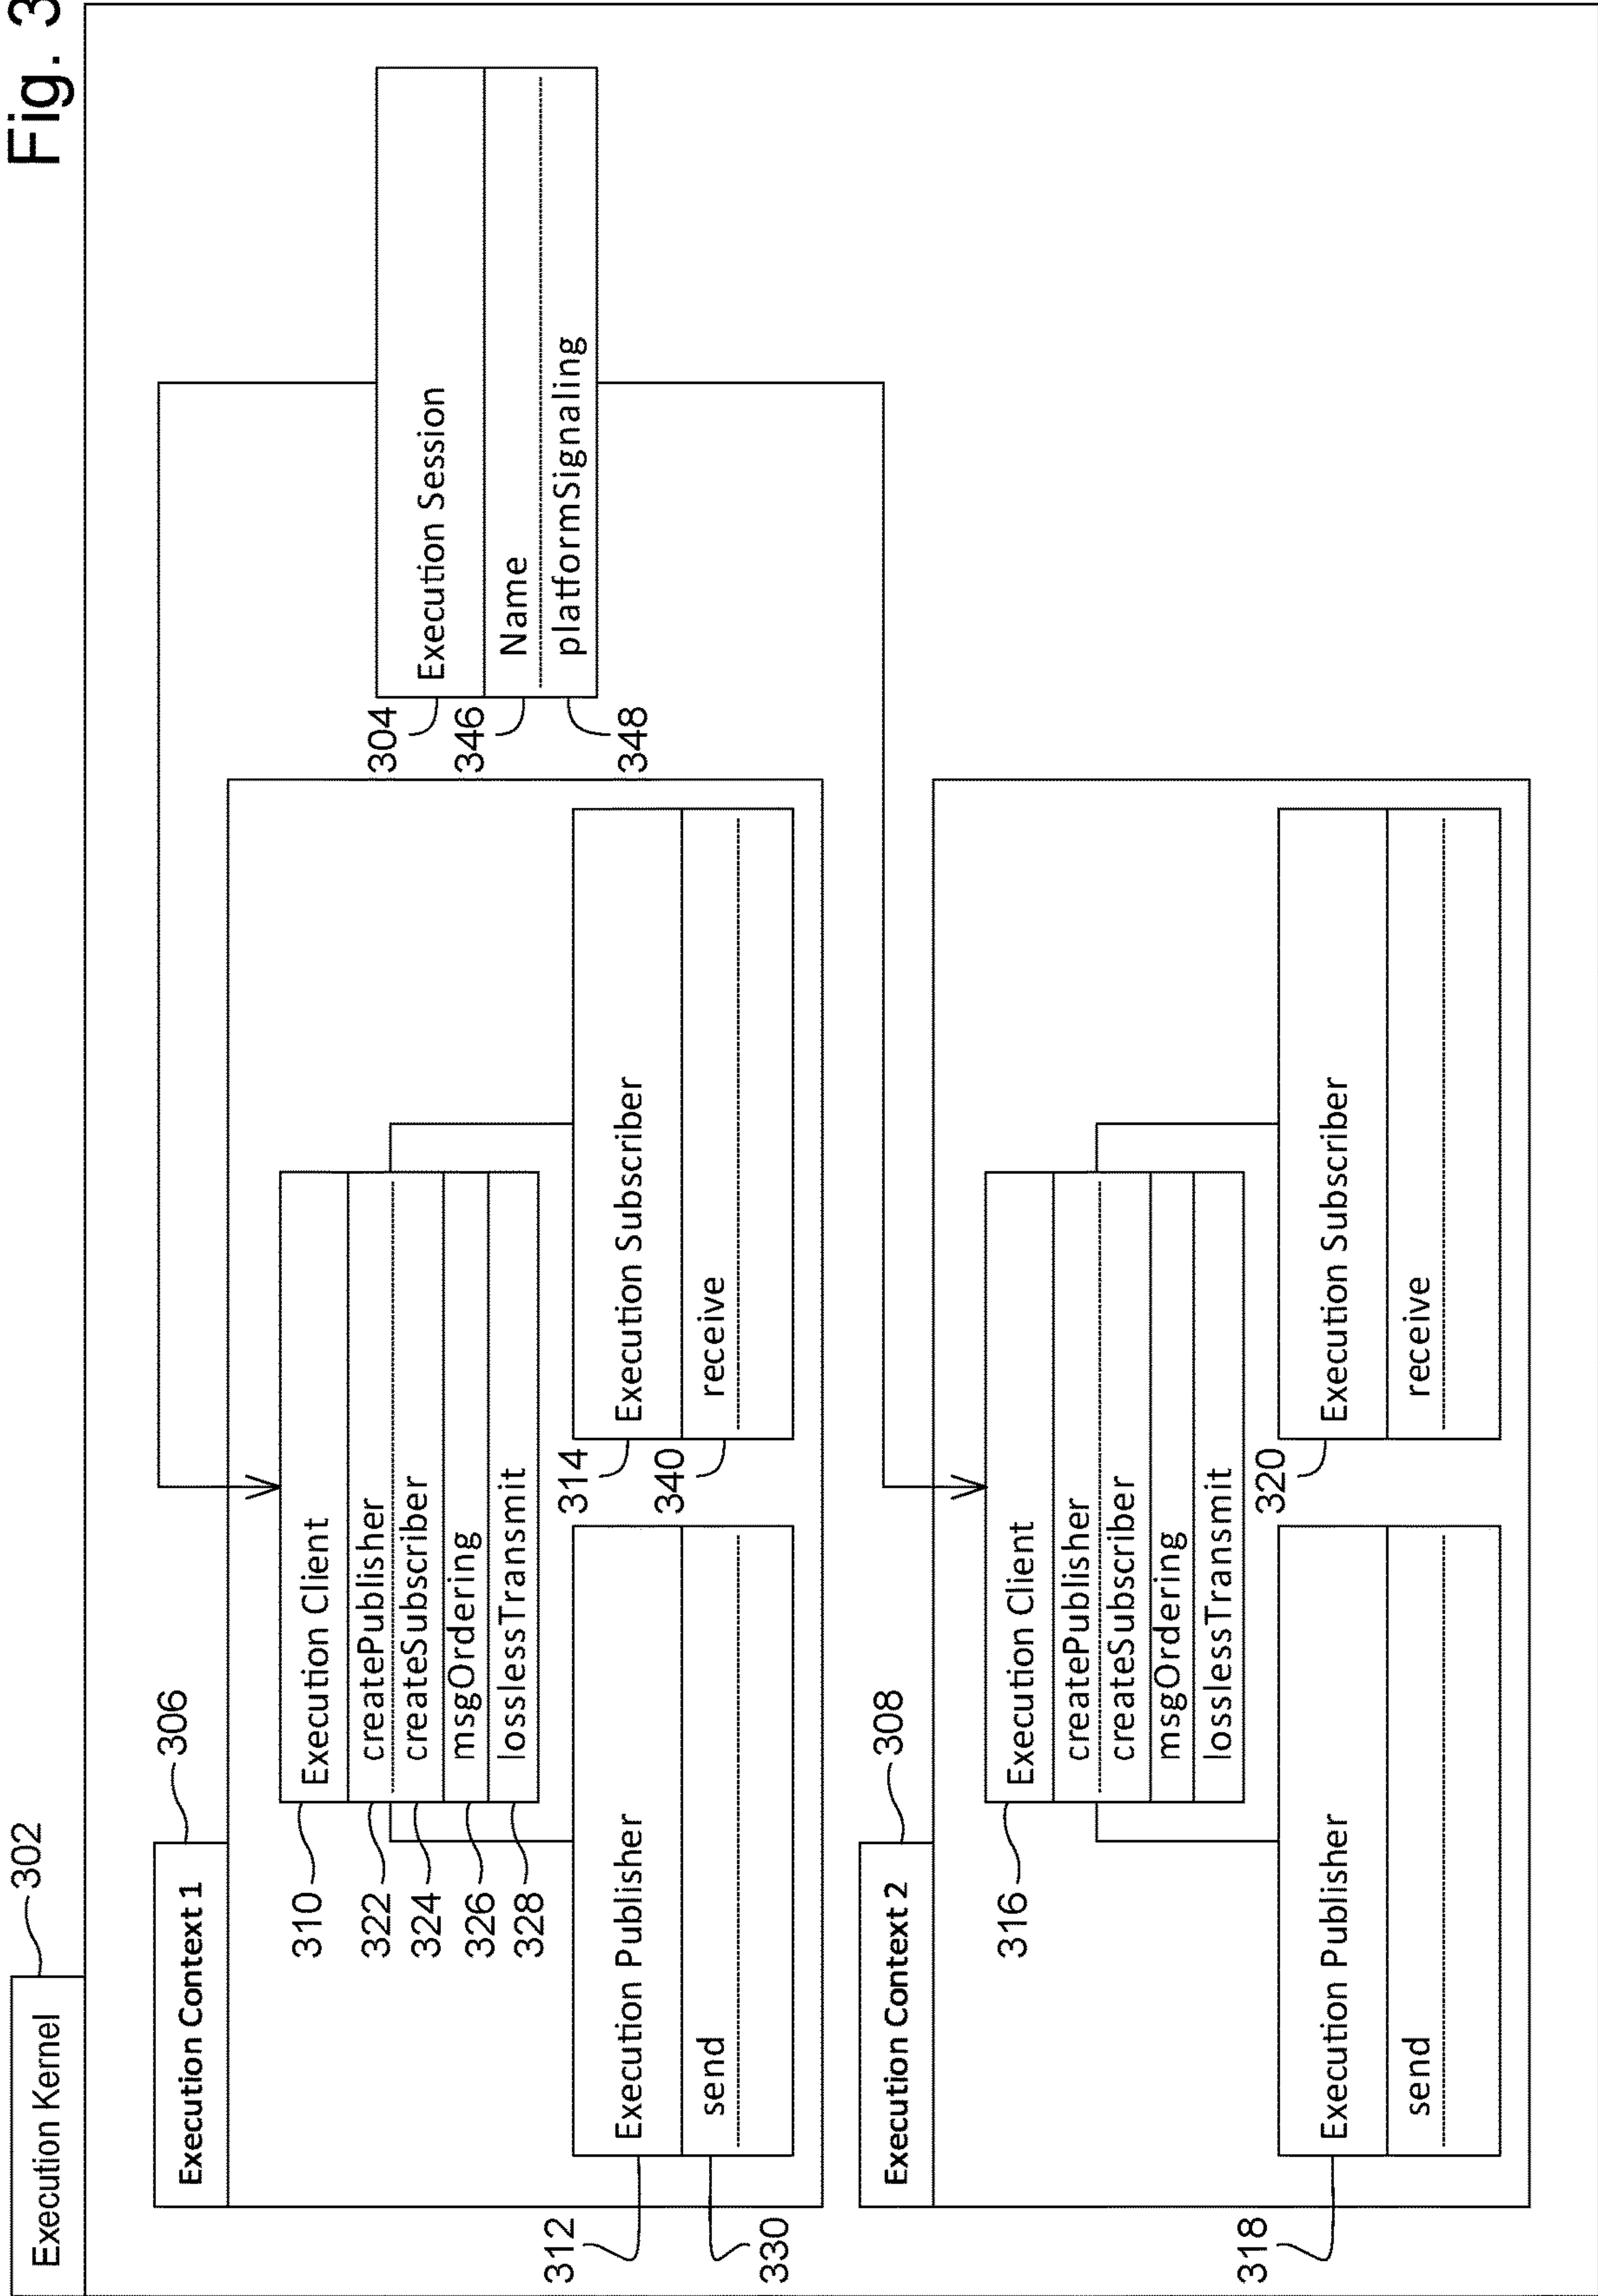 Fig. 3
Execution Kernel
302
Execution Context 1
306
310
Execution Client
322
createPublisher
324
createSubscriber
326
msgOrdering
328
losslessTransmit
312
Execution Publisher
330
send
314
Execution Subscriber
340
receive
304
Execution Session
346
Name
348
platformSignaling
Execution Context 2
308
316
Execution Client
createPublisher
createSubscriber
msgOrdering
losslessTransmit
318
Execution Publisher
send
320
Execution Subscriber
receive